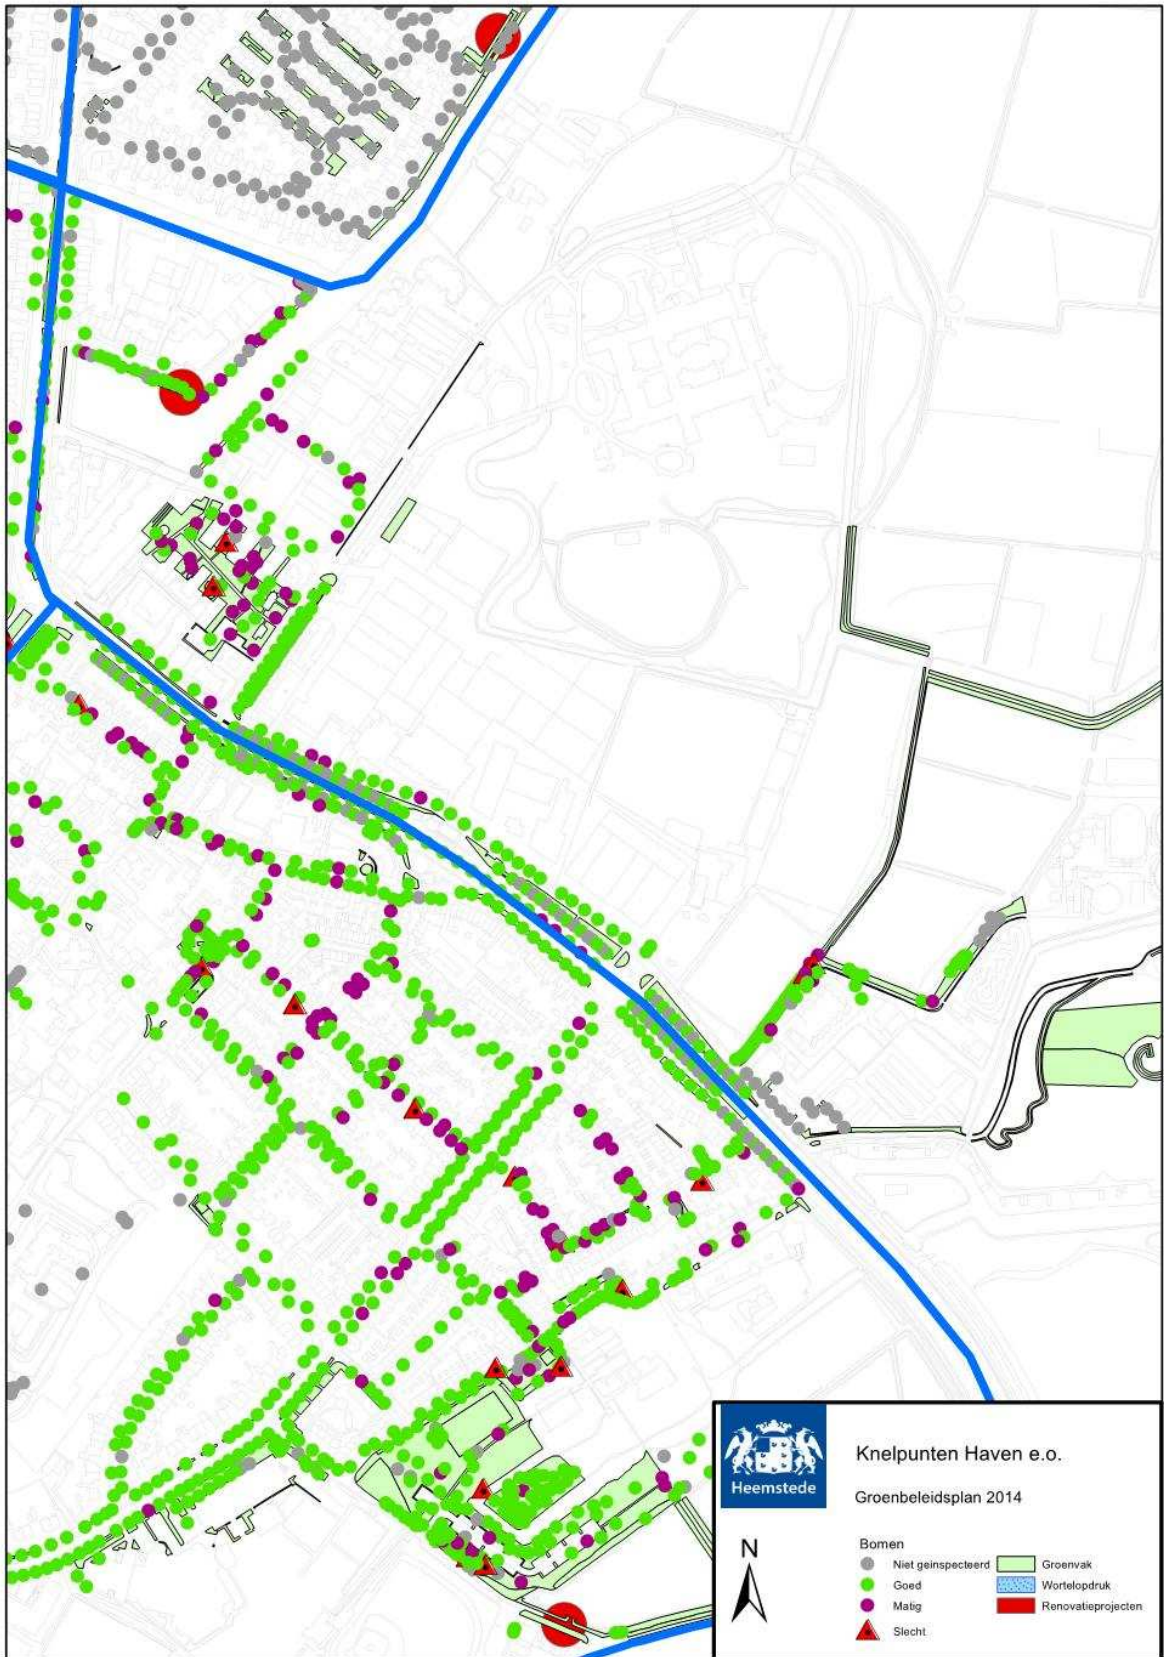 Heemstede
Knelpunten Haven e.o.
Groenbeleidsplan 2014
N
Bomen
Niet geinspecteerd
Goed
Matig
Slecht
Groenvak
Wortelopdruk
Renovatieprojecten